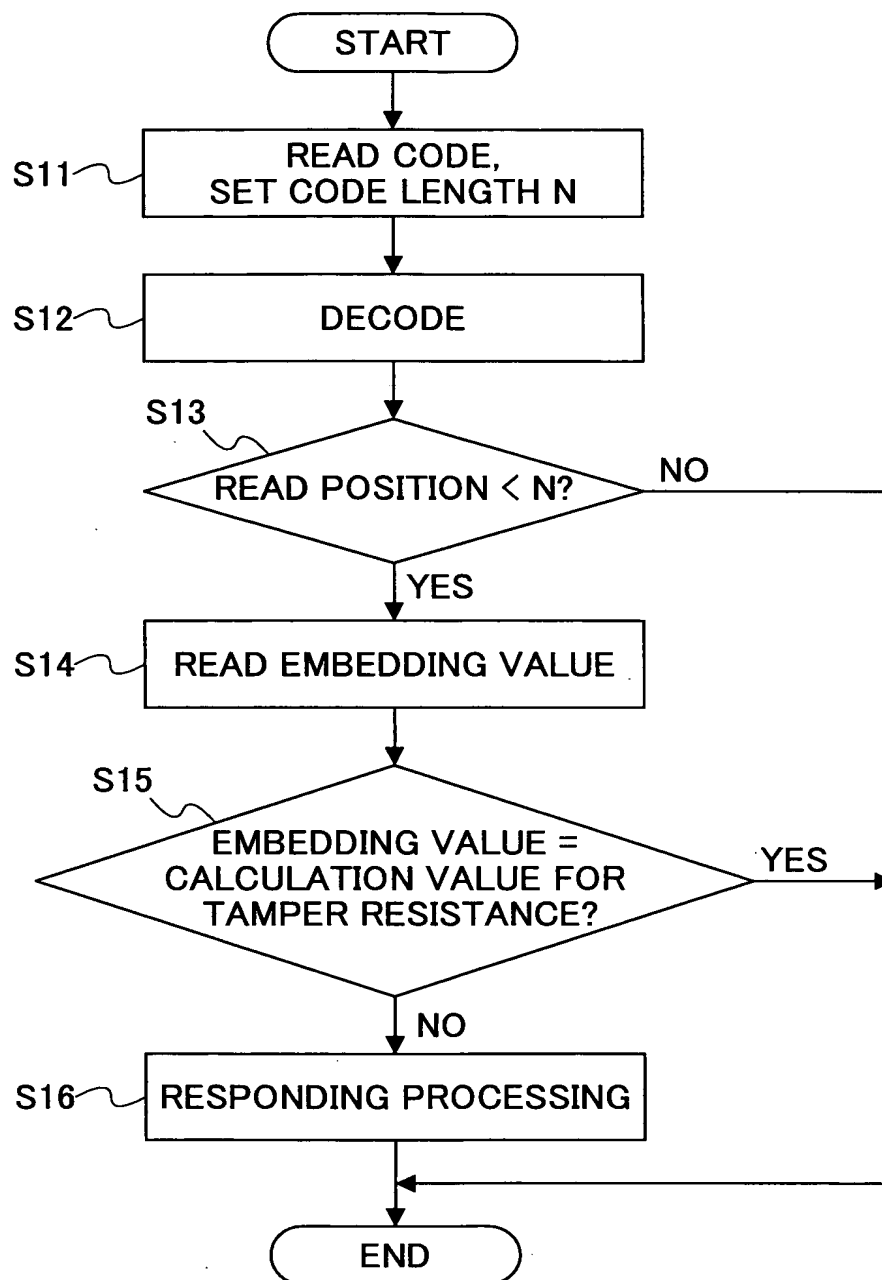 START
S11
READ CODE,
SET CODE LENGTH N
S12
DECODE
S13
READ POSITION < N?
NO
YES
S14
READ EMBEDDING VALUE
S15
EMBEDDING VALUE =
CALCULATION VALUE FOR
TAMPER RESISTANCE?
YES
NO
S16
RESPONDING PROCESSING
END